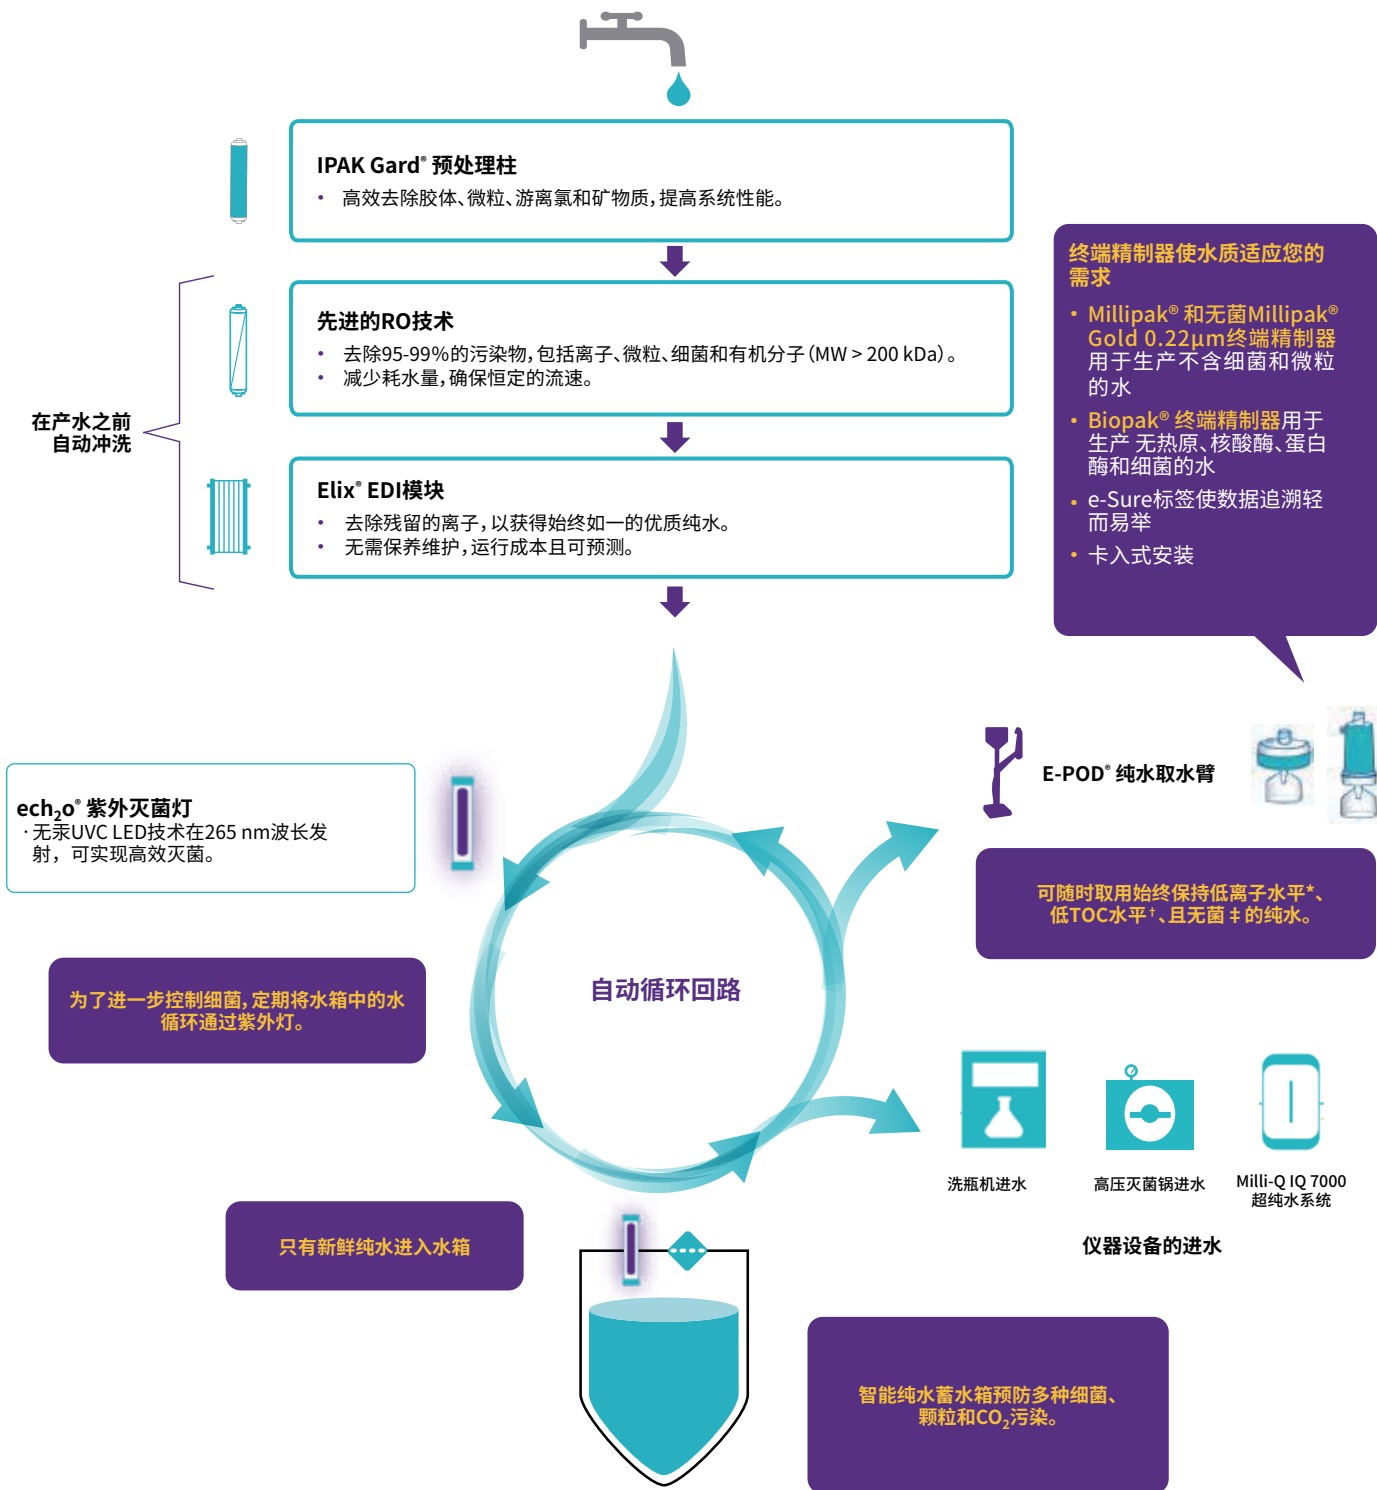 IPAK Gard® 预处理柱
• 高效去除胶体、微粒、游离氯和矿物质，提高系统性能。
先进的RO技术
• 去除95-99%的污染物，包括离子、微粒、细菌和有机分子（MW > 200 kDa）。
• 减少耗水量，确保恒定的流速。
在产水之前
自动冲洗
Elix® EDI模块
• 去除残留的离子，以获得始终如一的优质纯水。
• 无需保养维护，运行成本且可预测。
终端精制器使水质适应您的
需求
• Millipak® 和无菌Millipak®
Gold 0.22μm终端精制器
用于生产不含细菌和微粒
的水
• Biopak® 终端精制器用于
生产 无热原、核酸酶、蛋白
酶和细菌的水
• e-Sure标签使数据追溯轻
而易举
• 卡入式安装
E-POD® 纯水取水臂
ech₂o® 紫外灭菌灯
· 无汞UVC LED技术在265 nm波长发
射，可实现高效灭菌。
可随时取用始终保持低离子水平*、
低TOC水平†、且无菌‡的纯水。
为了进一步控制细菌，定期将水箱中的水
循环通过紫外灯。
自动循环回路
洗瓶机进水
高压灭菌锅进水
Milli-Q IQ 7000
超纯水系统
仪器设备的进水
只有新鲜纯水进入水箱
智能纯水蓄水箱预防多种细菌、
颗粒和CO₂污染。